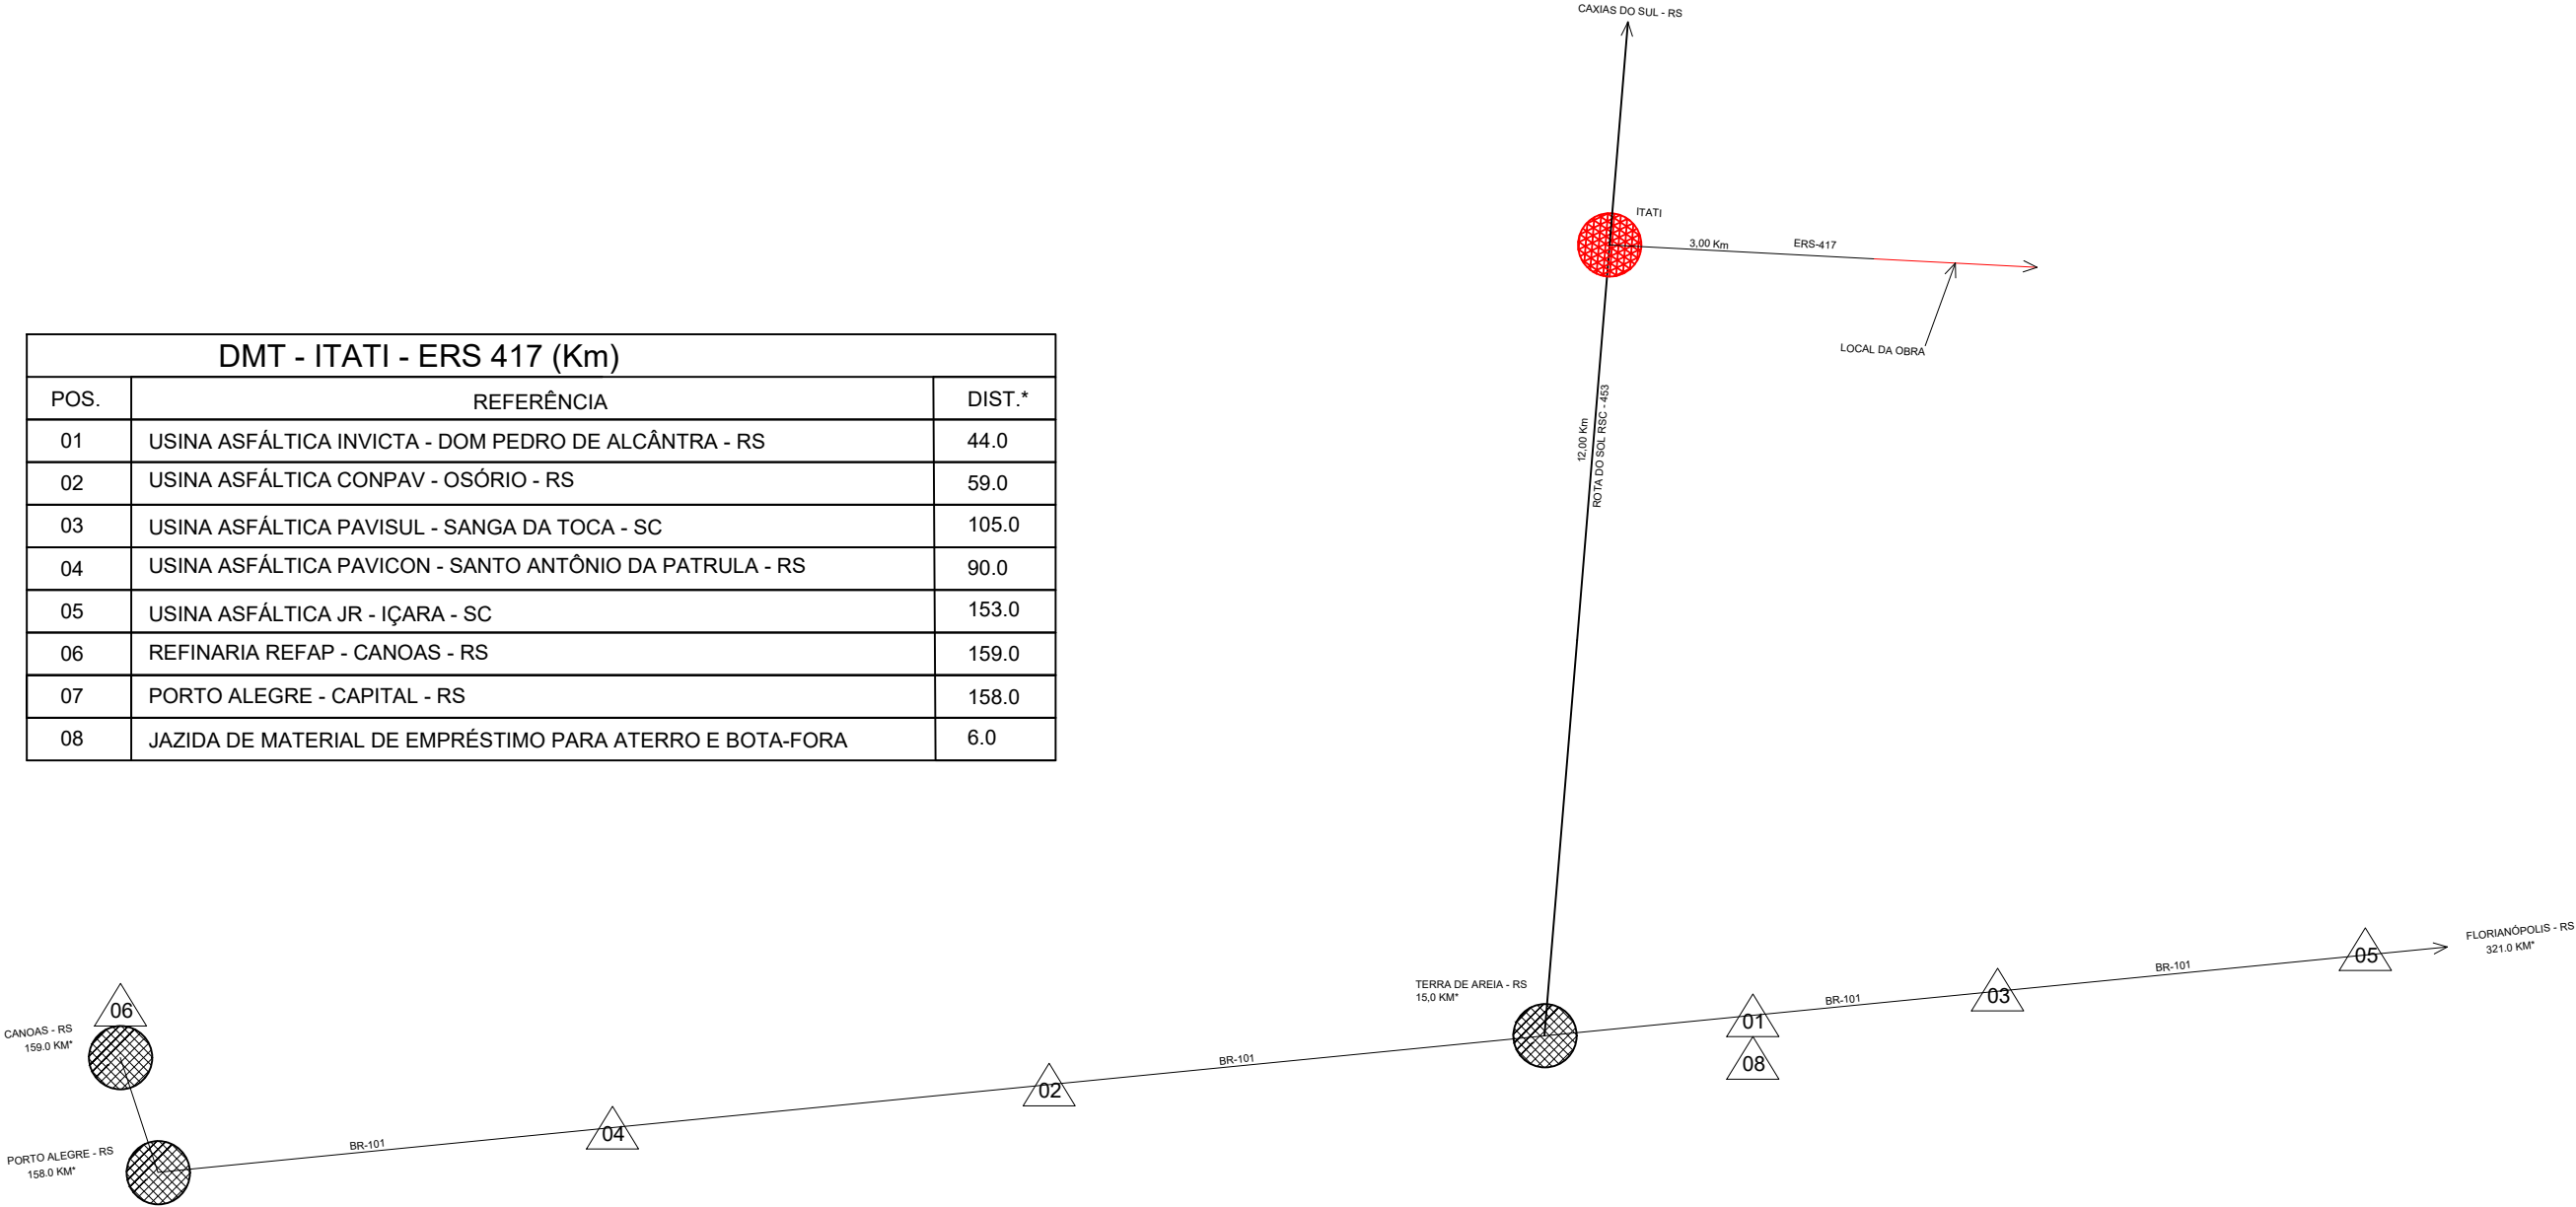 CAXIAS DO SUL - RS
ITATI
3,00 Km
ERS-417
LOCAL DA OBRA
12,00 Km
ROTA DO SOL RSC - 453
DMT - ITATI - ERS 417 (Km)
POS. REFERÊNCIA DIST.*
01 USINA ASFÁLTICA INVICTA - DOM PEDRO DE ALCÂNTRA - RS 44.0
02 USINA ASFÁLTICA CONPAV - OSÓRIO - RS 59.0
03 USINA ASFÁLTICA PAVISUL - SANGA DA TOCA - SC 105.0
04 USINA ASFÁLTICA PAVICON - SANTO ANTÔNIO DA PATRULA - RS 90.0
05 USINA ASFÁLTICA JR - IÇARA - SC 153.0
06 REFINARIA REFAP - CANOAS - RS 159.0
07 PORTO ALEGRE - CAPITAL - RS 158.0
08 JAZIDA DE MATERIAL DE EMPRÉSTIMO PARA ATERRO E BOTA-FORA 6.0
FLORIANÓPOLIS - RS
321.0 KM*
05
BR-101
03
BR-101
01
08
TERRA DE AREIA - RS
15,0 KM*
BR-101
02
04
BR-101
06
CANOAS - RS
159.0 KM*
PORTO ALEGRE - RS
158.0 KM*